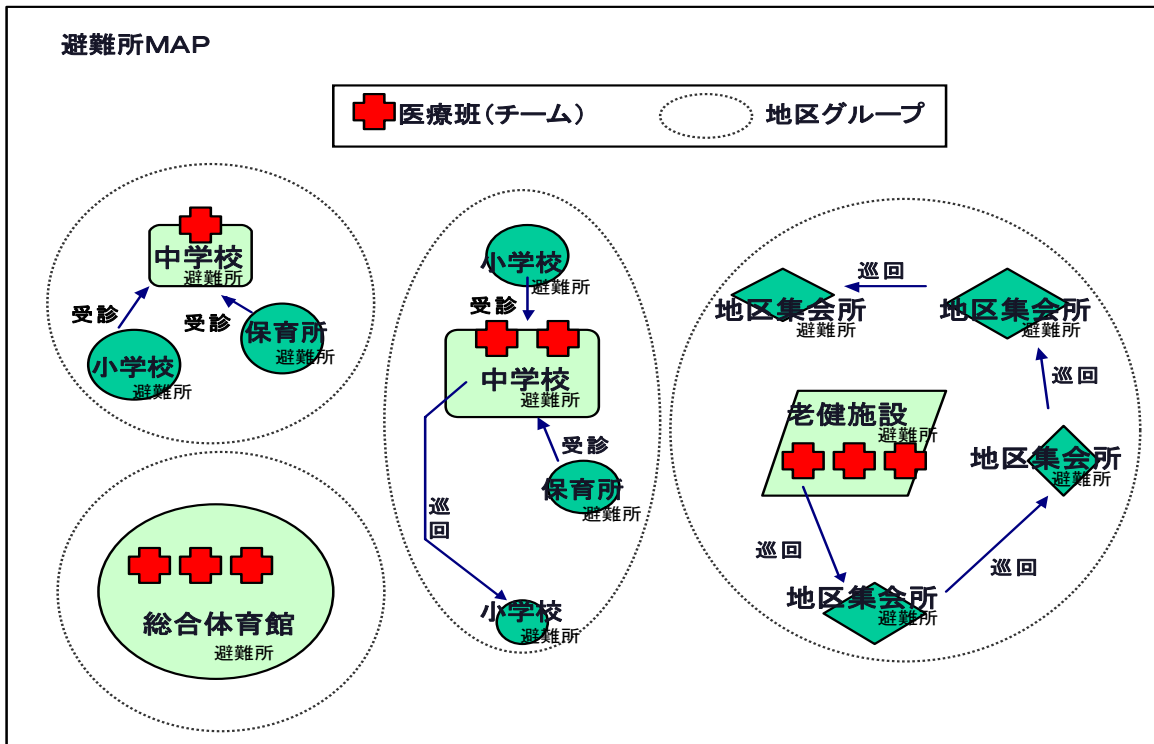 避難所MAP
医療班(チーム)
地区グループ
中学校
避難所
受診
受診
小学校
避難所
保育所
避難所
総合体育館
避難所
小学校
避難所
受診
中学校
避難所
受診
保育所
避難所
巡回
小学校
避難所
地区集会所
避難所
巡回
地区集会所
避難所
巡回
老健施設
避難所
地区集会所
避難所
巡回
巡回
地区集会所
避難所